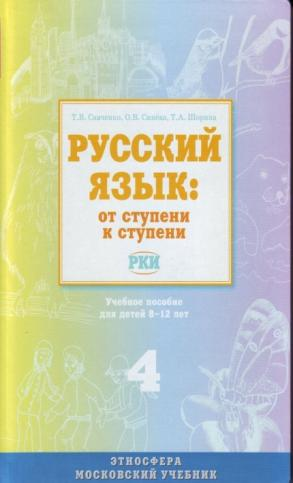 Т.В. Савченко, О.В. Синёва, Т.А. Шорина
РУССКИЙ
ЯЗЫК:
от ступени
к ступени
РКИ
Учебное пособие
для детей 8-12 лет
4
ЭТНОСФЕРА
МОСКОВСКИЙ УЧЕБНИК